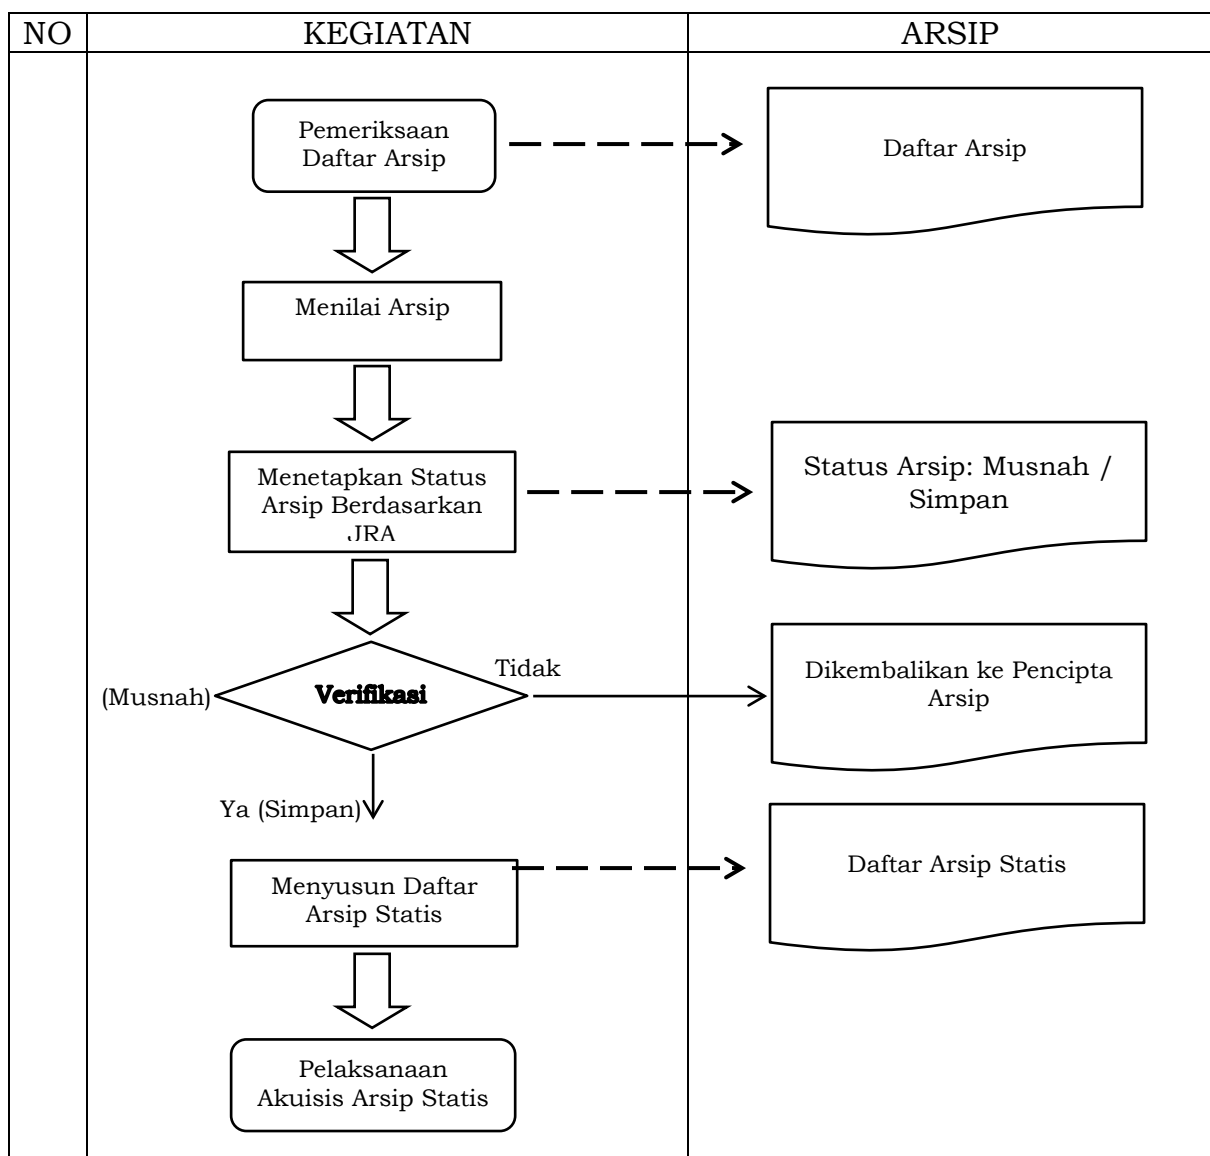 NO
KEGIATAN
ARSIP
Pemeriksaan
Daftar Arsip
Daftar Arsip
Menilai Arsip
Menetapkan Status
Arsip Berdasarkan
JRA
Status Arsip: Musnah /
Simpan
(Musnah)
Verifikasi
Tidak
Dikembalikan ke Pencipta
Arsip
Ya (Simpan)
Menyusun Daftar
Arsip Statis
Daftar Arsip Statis
Pelaksanaan
Akuisis Arsip Statis